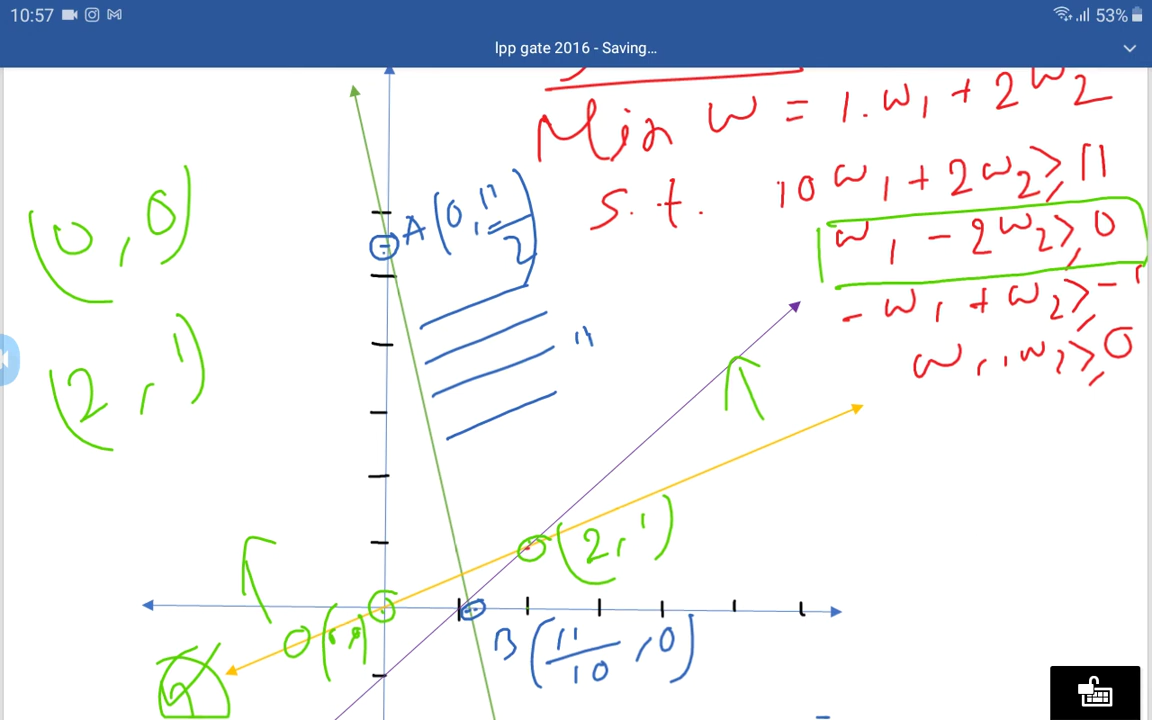 10:57
53%
lpp gate 2016 - Saving...
Min w = 1.w1 + 2w2
s.t. 10w1 + 2w2 ≥ 11
w1 - 2w2 ≥ 0
-w1 + w2 ≥ -1
w1, w2 ≥ 0
(0,0)
(2,1)
A(0, 11/2)
(2,1)
B(11/10, 0)